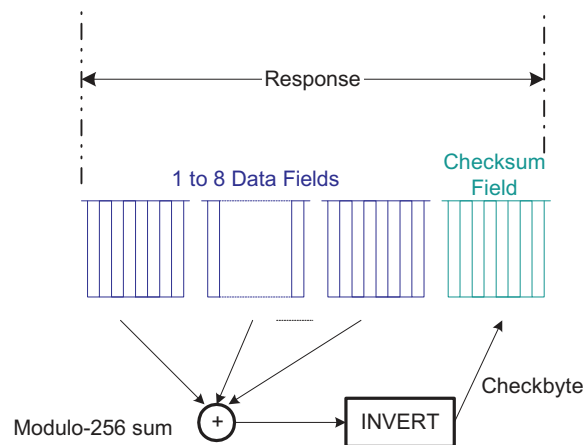 Response
1 to 8 Data Fields
Checksum
Field
Checkbyte
Modulo-256 sum
+
INVERT